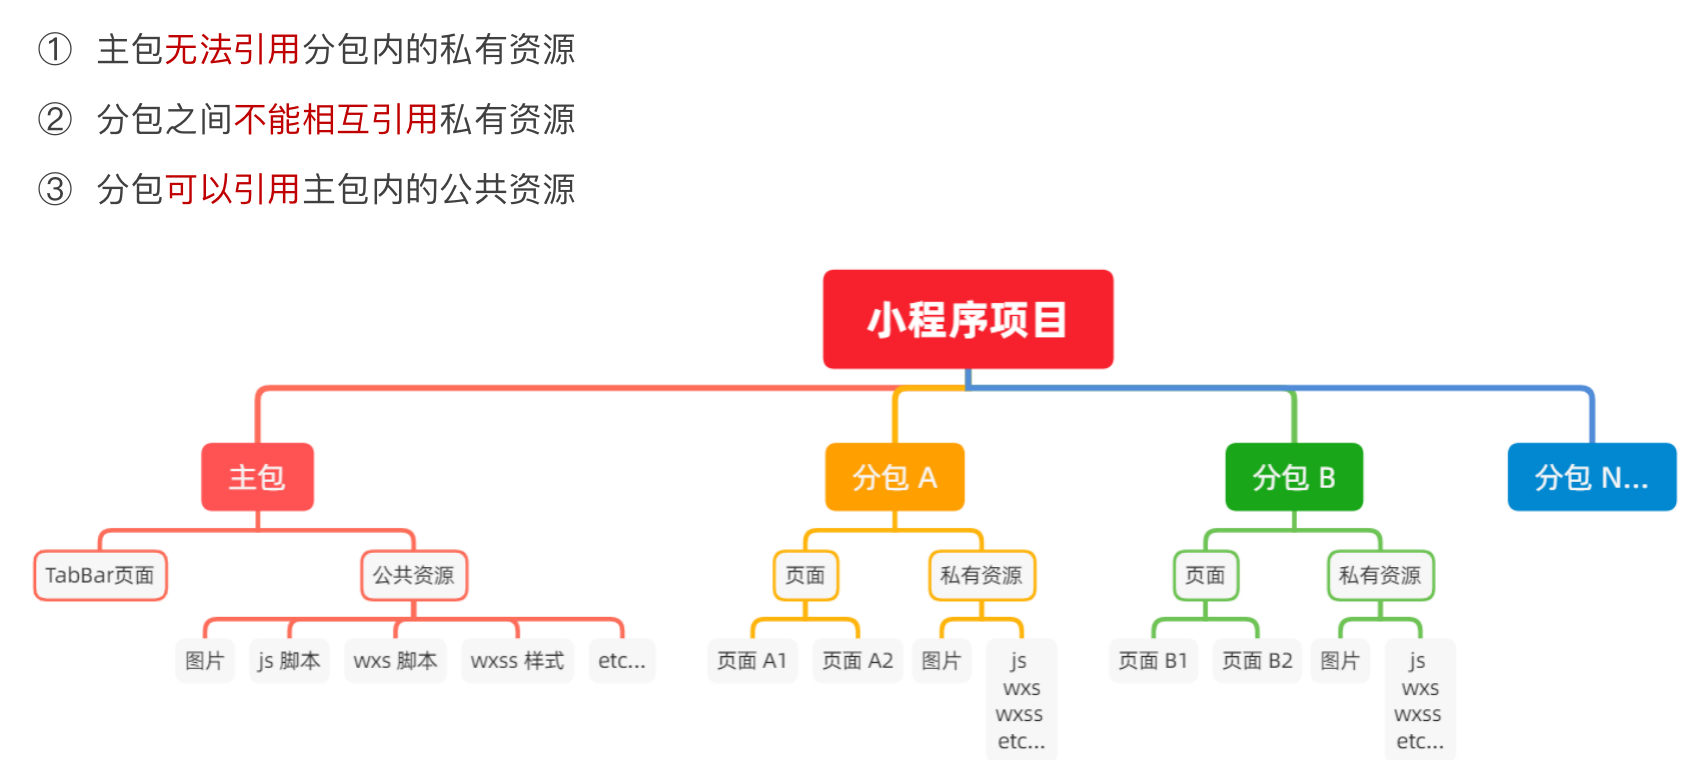 ① 主包无法引用分包内的私有资源
② 分包之间不能相互引用私有资源
③ 分包可以引用主包内的公共资源
小程序项目
主包
分包 A
分包 B
分包 N...
TabBar页面
公共资源
页面
私有资源
页面
私有资源
图片
js 脚本
wxs 脚本
wxss 样式
etc...
页面 A1
页面 A2
图片
js
wxs
wxss
etc...
页面 B1
页面 B2
图片
js
wxs
wxss
etc...